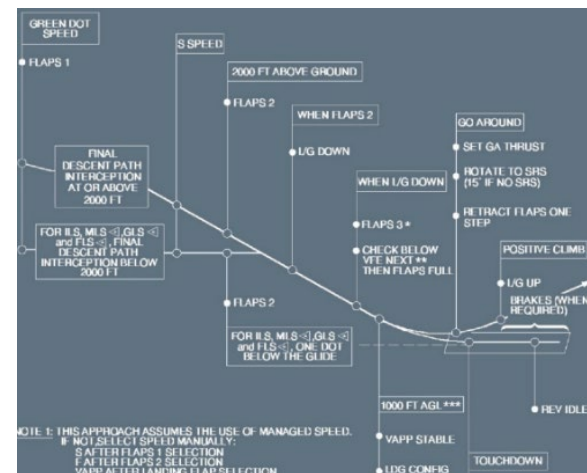 GREEN DOT
SPEED
FLAPS 1
S SPEED
2000 FT ABOVE GROUND
FLAPS 2
WHEN FLAPS 2
L/G DOWN
GO AROUND
SET GA THRUST
ROTATE TO SRS
(15° IF NO SRS)
RETRACT FLAPS ONE
STEP
FINAL
DESCENT PATH
INTERCEPTION
AT OR ABOVE
2000 FT
WHEN L/G DOWN
FLAPS 3 *
CHECK BELOW
VFE NEXT **
THEN FLAPS FULL
POSITIVE CLIMB
L/G UP
BRAKES (WHEN
REQUIRED)
FOR ILS, MLS <|, GLS <|
and FLS <|, FINAL
DESCENT PATH
INTERCEPTION BELOW
2000 FT
FLAPS 2
FOR ILS, MLS <|, GLS <|
and FLS <|, ONE DOT
BELOW THE GLIDE
1000 FT AGL ***
VAPP STABLE
LDG CONFIG
REV IDLE
TOUCHDOWN
NOTE 1: THIS APPROACH ASSUMES THE USE OF MANAGED SPEED.
IF NOT, SELECT SPEED MANUALLY:
S AFTER FLAPS 1 SELECTION
F AFTER FLAPS 2 SELECTION
VAPP AFTER LANDING FLAP SELECTION